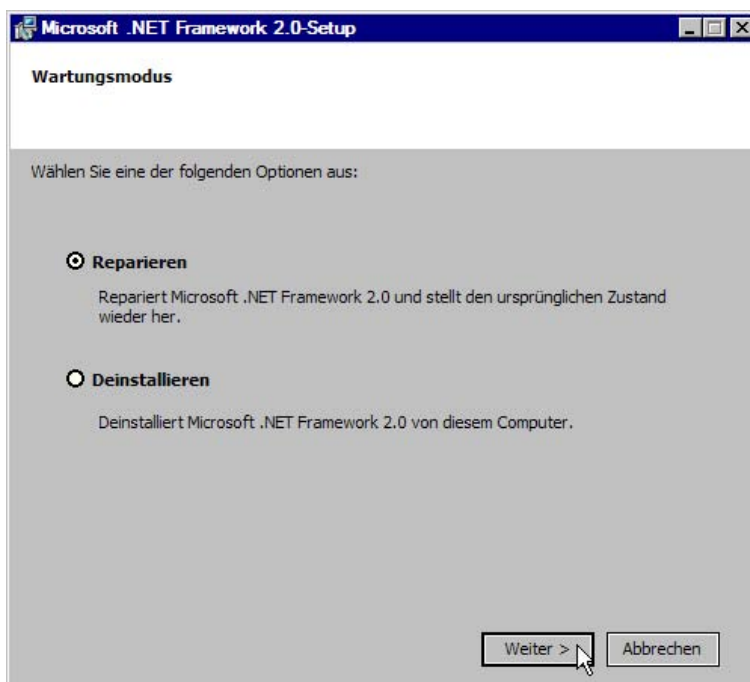 Microsoft .NET Framework 2.0-Setup
Wartungsmodus
Wählen Sie eine der folgenden Optionen aus:
Reparieren
Repariert Microsoft .NET Framework 2.0 und stellt den ursprünglichen Zustand
wieder her.
Deinstallieren
Deinstalliert Microsoft .NET Framework 2.0 von diesem Computer.
Weiter > Abbrechen